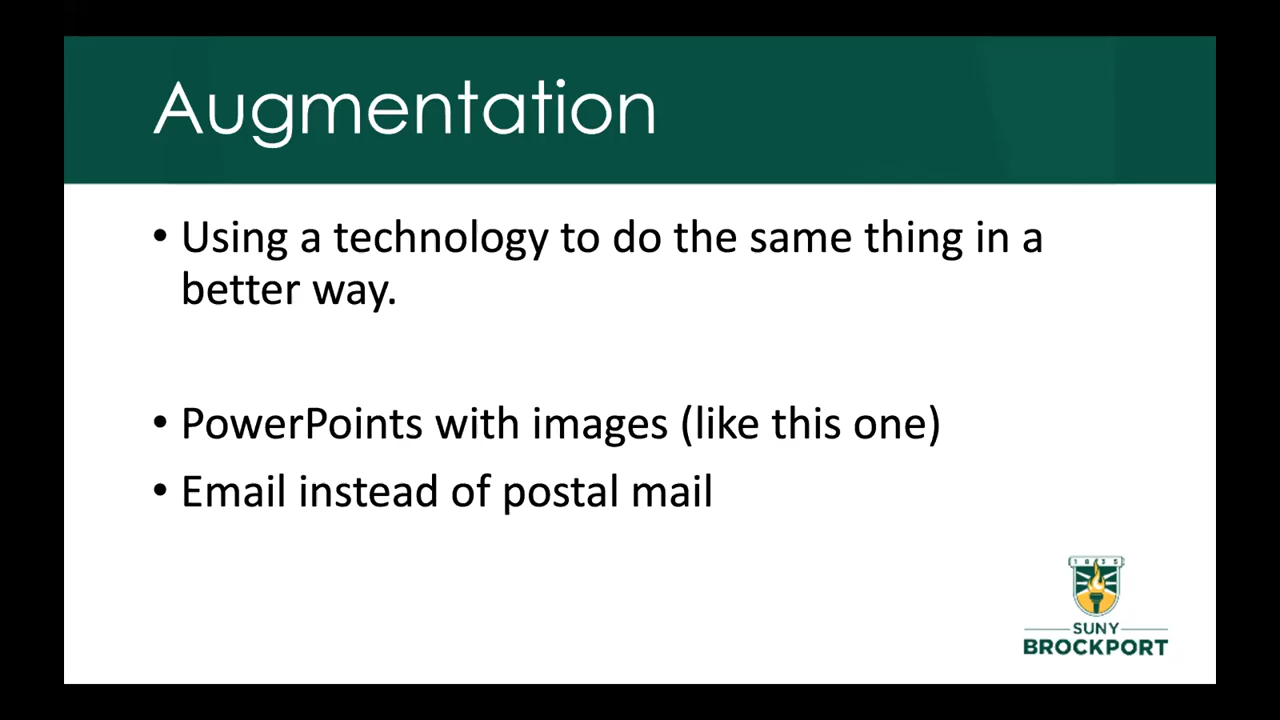 Augmentation
• Using a technology to do the same thing in a
better way.
• PowerPoints with images (like this one)
• Email instead of postal mail
1835
SUNY
BROCKPORT